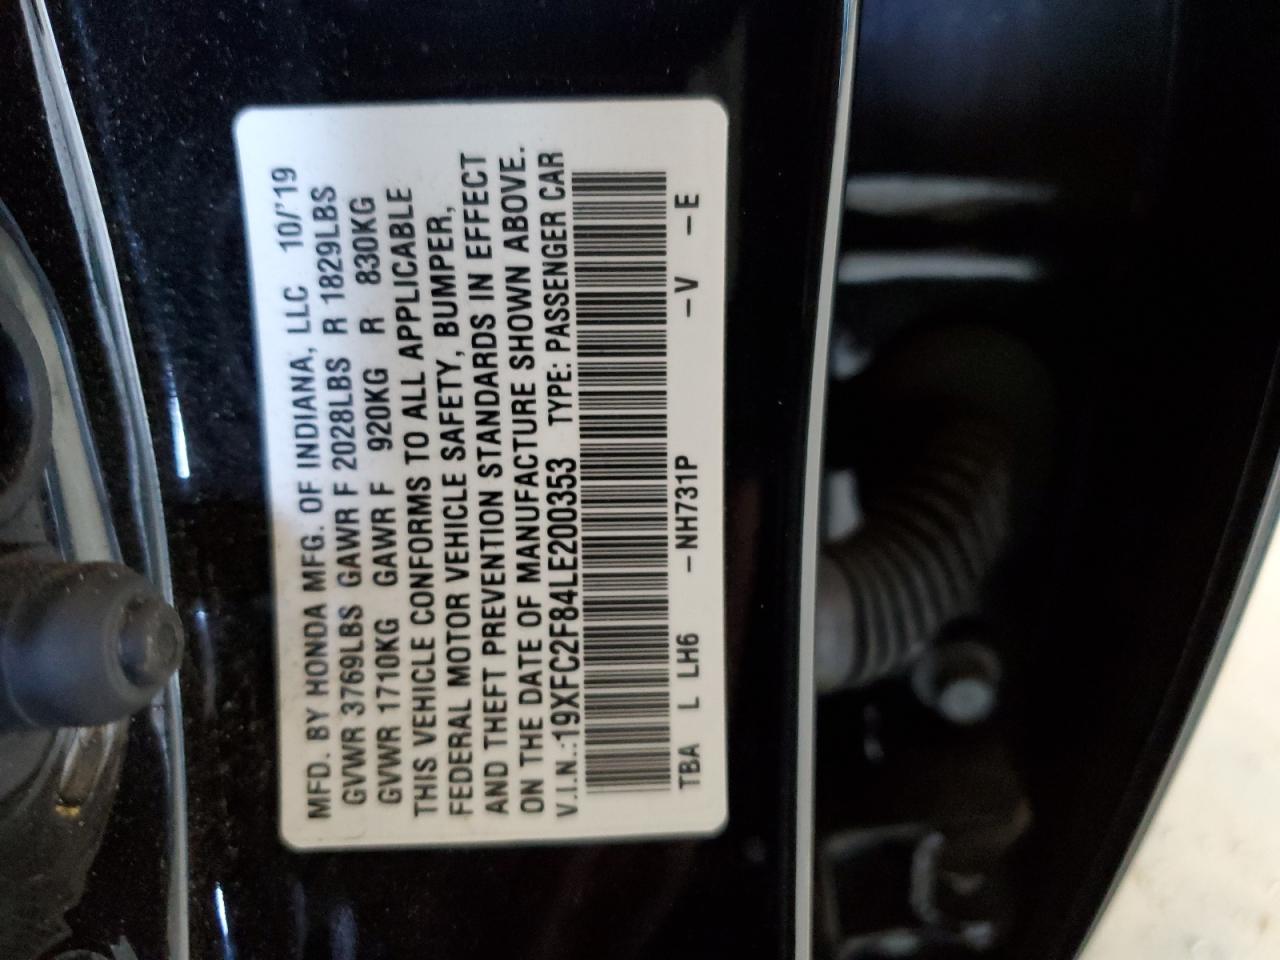 MFD. BY HONDA MFG. OF INDIANA, LLC 10/'19
GVWR 3769LBS GAWR F 2028LBS R 1829LBS
GVWR 1710KG GAWR F 920KG R 830KG
THIS VEHICLE CONFORMS TO ALL APPLICABLE
FEDERAL MOTOR VEHICLE SAFETY, BUMPER,
AND THEFT PREVENTION STANDARDS IN EFFECT
ON THE DATE OF MANUFACTURE SHOWN ABOVE.
V.I.N.:19XFC2F84LE200353 TYPE: PASSENGER CAR
TBA L LH6 -NH731P -V -E